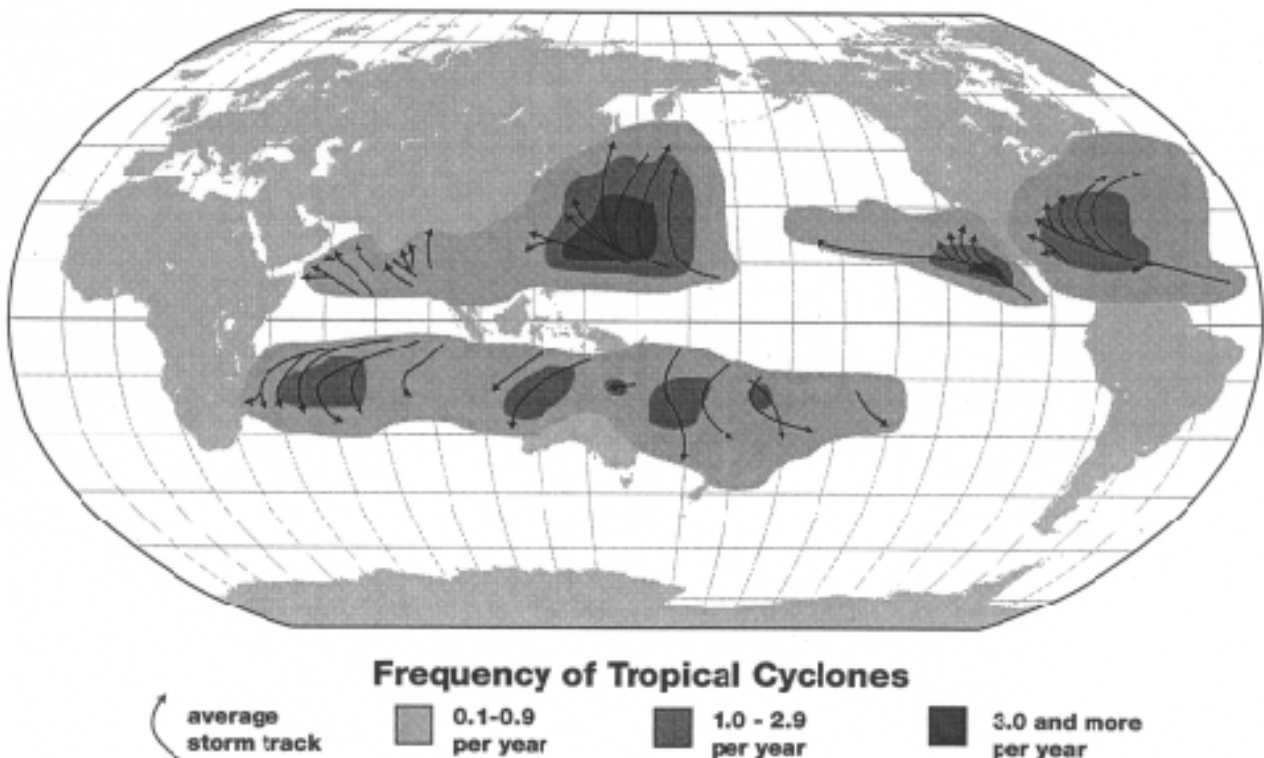 Frequency of Tropical Cyclones
average
storm track
0.1-0.9
per year
1.0 - 2.9
per year
3.0 and more
per year